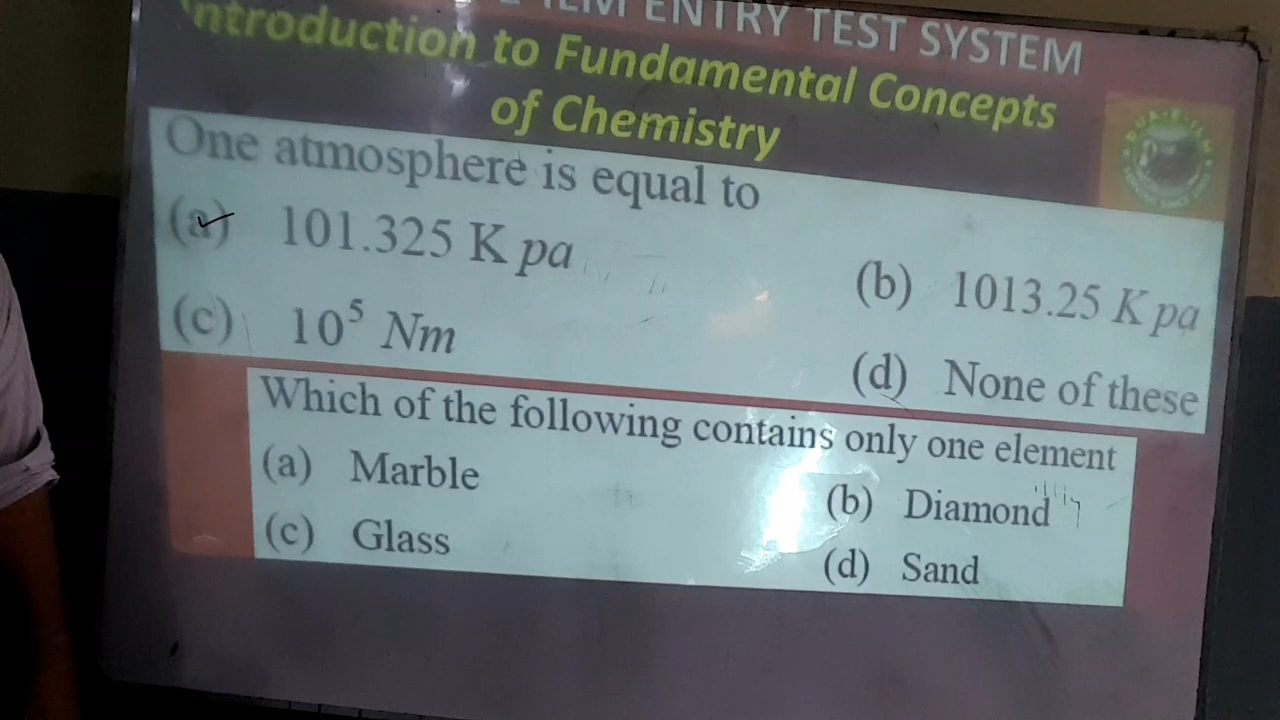 ENTRY TEST SYSTEM
Introduction to Fundamental Concepts
of Chemistry
One atmosphere is equal to
(a) 101.325 K pa
(b) 1013.25 K pa
(c) 10⁵ Nm
(d) None of these
Which of the following contains only one element
(a) Marble
(b) Diamond
(c) Glass
(d) Sand